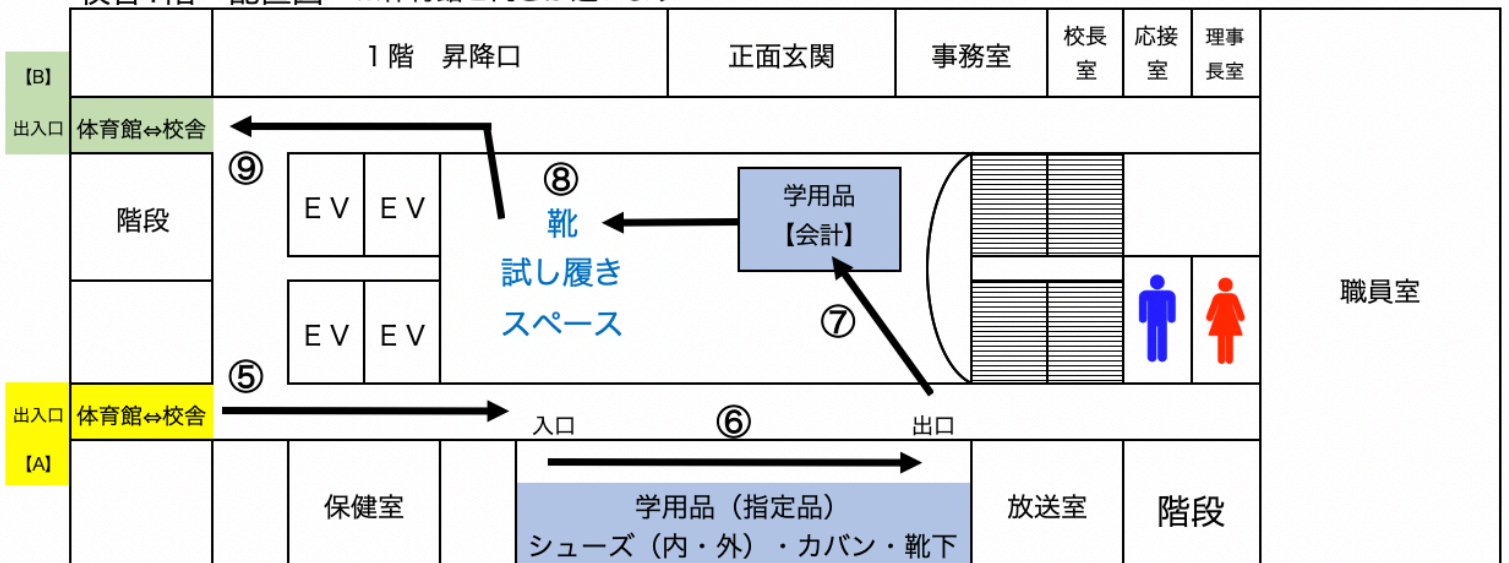 1階 昇降口
正面玄関
事務室
校長
室
応接
室
理事
長室
【B】
出入口
体育館⇔校舎
⑨
階段
ＥＶ
ＥＶ
⑧
靴
試し履き
スペース
学用品
【会計】
職員室
ＥＶ
ＥＶ
⑦
⑤
出入口
体育館⇔校舎
入口
⑥
出口
【A】
保健室
学用品（指定品）
シューズ（内・外）・カバン・靴下
放送室
階段